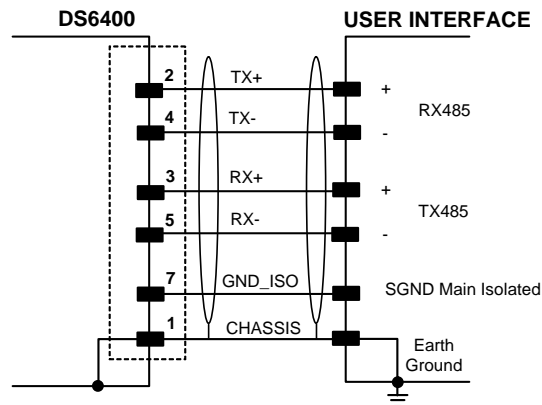 DS6400 USER INTERFACE
2 TX+ +
RX485
4 TX- -
3 RX+ +
TX485
5 RX- -
7 GND_ISO SGND Main Isolated
1 CHASSIS Earth
Ground